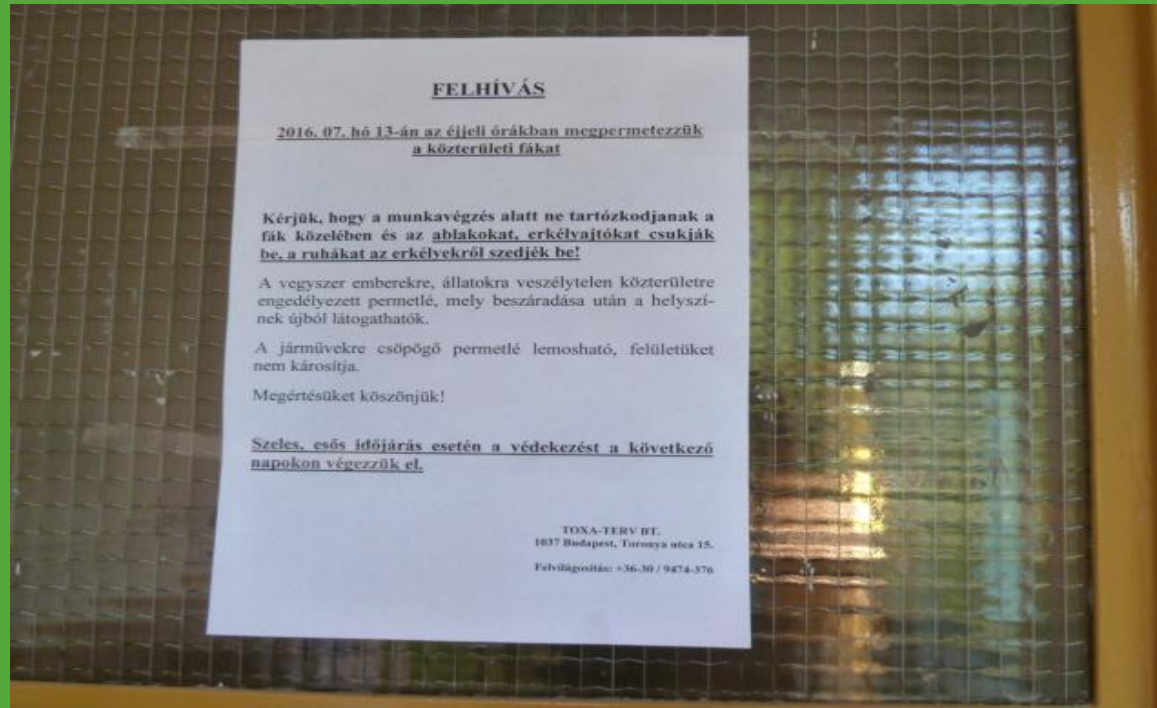 FELHÍVÁS
2016. 07. hó 13-án az éjjeli órákban megpermetezzük
a közterületi fákat
Kérjük, hogy a munkavégzés alatt ne tartózkodjanak a
fák közelében és az ablakokat, erkélyajtókat csukják
be, a ruhákat az erkélyekről szedjék be!
A vegyszer emberekre, állatokra veszélytelen közterületre
engedélyezett permetlé, mely beszáradása után a helyszí-
nek újból látogathatók.
A járművekre csöpögő permetlé lemosható, felületüket
nem károsítja.
Megértésüket köszönjük!
Szeles, esős időjárás esetén a védekezést a következő
napokon végezzük el.
TOXA-TERV BT.
1037 Budapest, Toronya utca 15.
Felvilágosítás: +36-30 / 9474-376